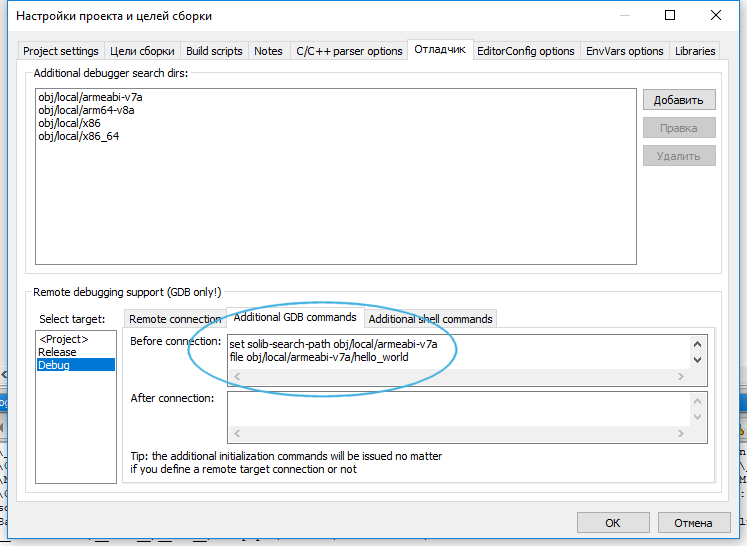 Настройки проекта и целей сборки
Project settings Цели сборки Build scripts Notes C/C++ parser options Отладчик EditorConfig options EnvVars options Libraries
Additional debugger search dirs:
obj/local/armeabi-v7a
obj/local/arm64-v8a
obj/local/x86
obj/local/x86_64
Добавить
Правка
Удалить
Remote debugging support (GDB only!)
Select target:
<Project>
Release
Debug
Remote connection Additional GDB commands Additional shell commands
Before connection:
set solib-search-path obj/local/armeabi-v7a
file obj/local/armeabi-v7a/hello_world
After connection:
Tip: the additional initialization commands will be issued no matter
if you define a remote target connection or not
OK Отмена